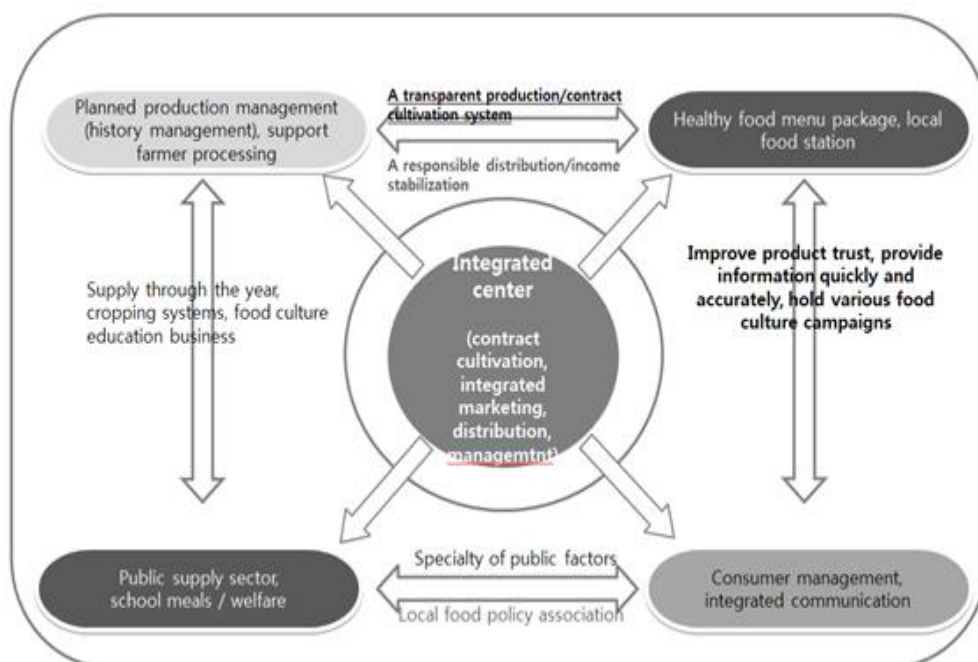 Planned production management
(history management), support
farmer processing
A transparent production/contract
cultivation system
A responsible distribution/income
stabilization
Healthy food menu package, local
food station
Supply through the year,
cropping systems, food culture
education business
Integrated
center
(contract
cultivation,
integrated
marketing,
distribution,
managemtnt)
Improve product trust, provide
information quickly and
accurately, hold various food
culture campaigns
Public supply sector,
school meals / welfare
Specialty of public factors
Local food policy association
Consumer management,
integrated communication